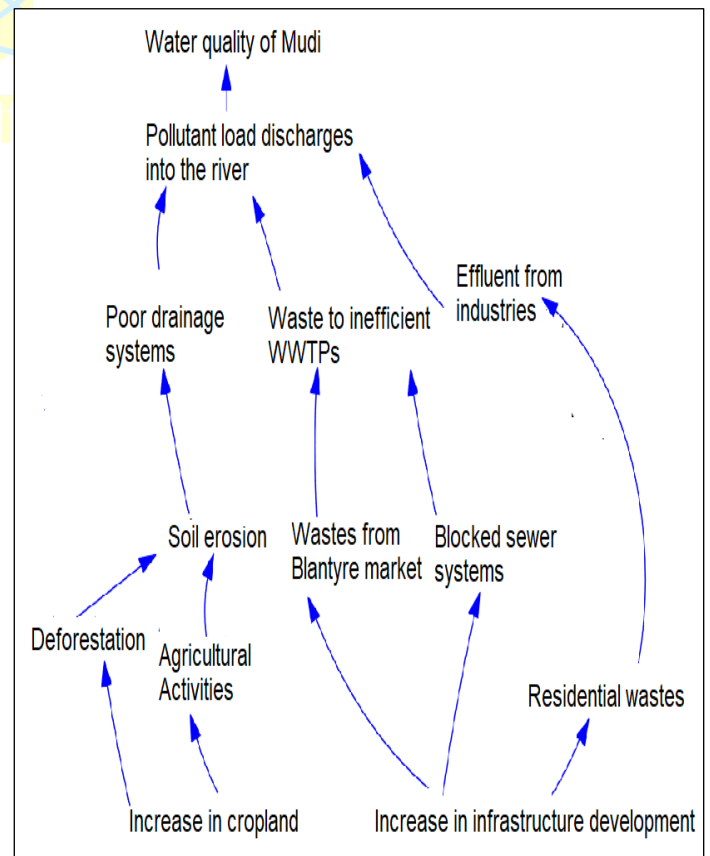 Water quality of Mudi
Pollutant load discharges
into the river
Effluent from
industries
Poor drainage
systems
Waste to inefficient
WWTPs
Soil erosion
Wastes from
Blantyre market
Blocked sewer
systems
Deforestation
Agricultural
Activities
Residential wastes
Increase in cropland
Increase in infrastructure development